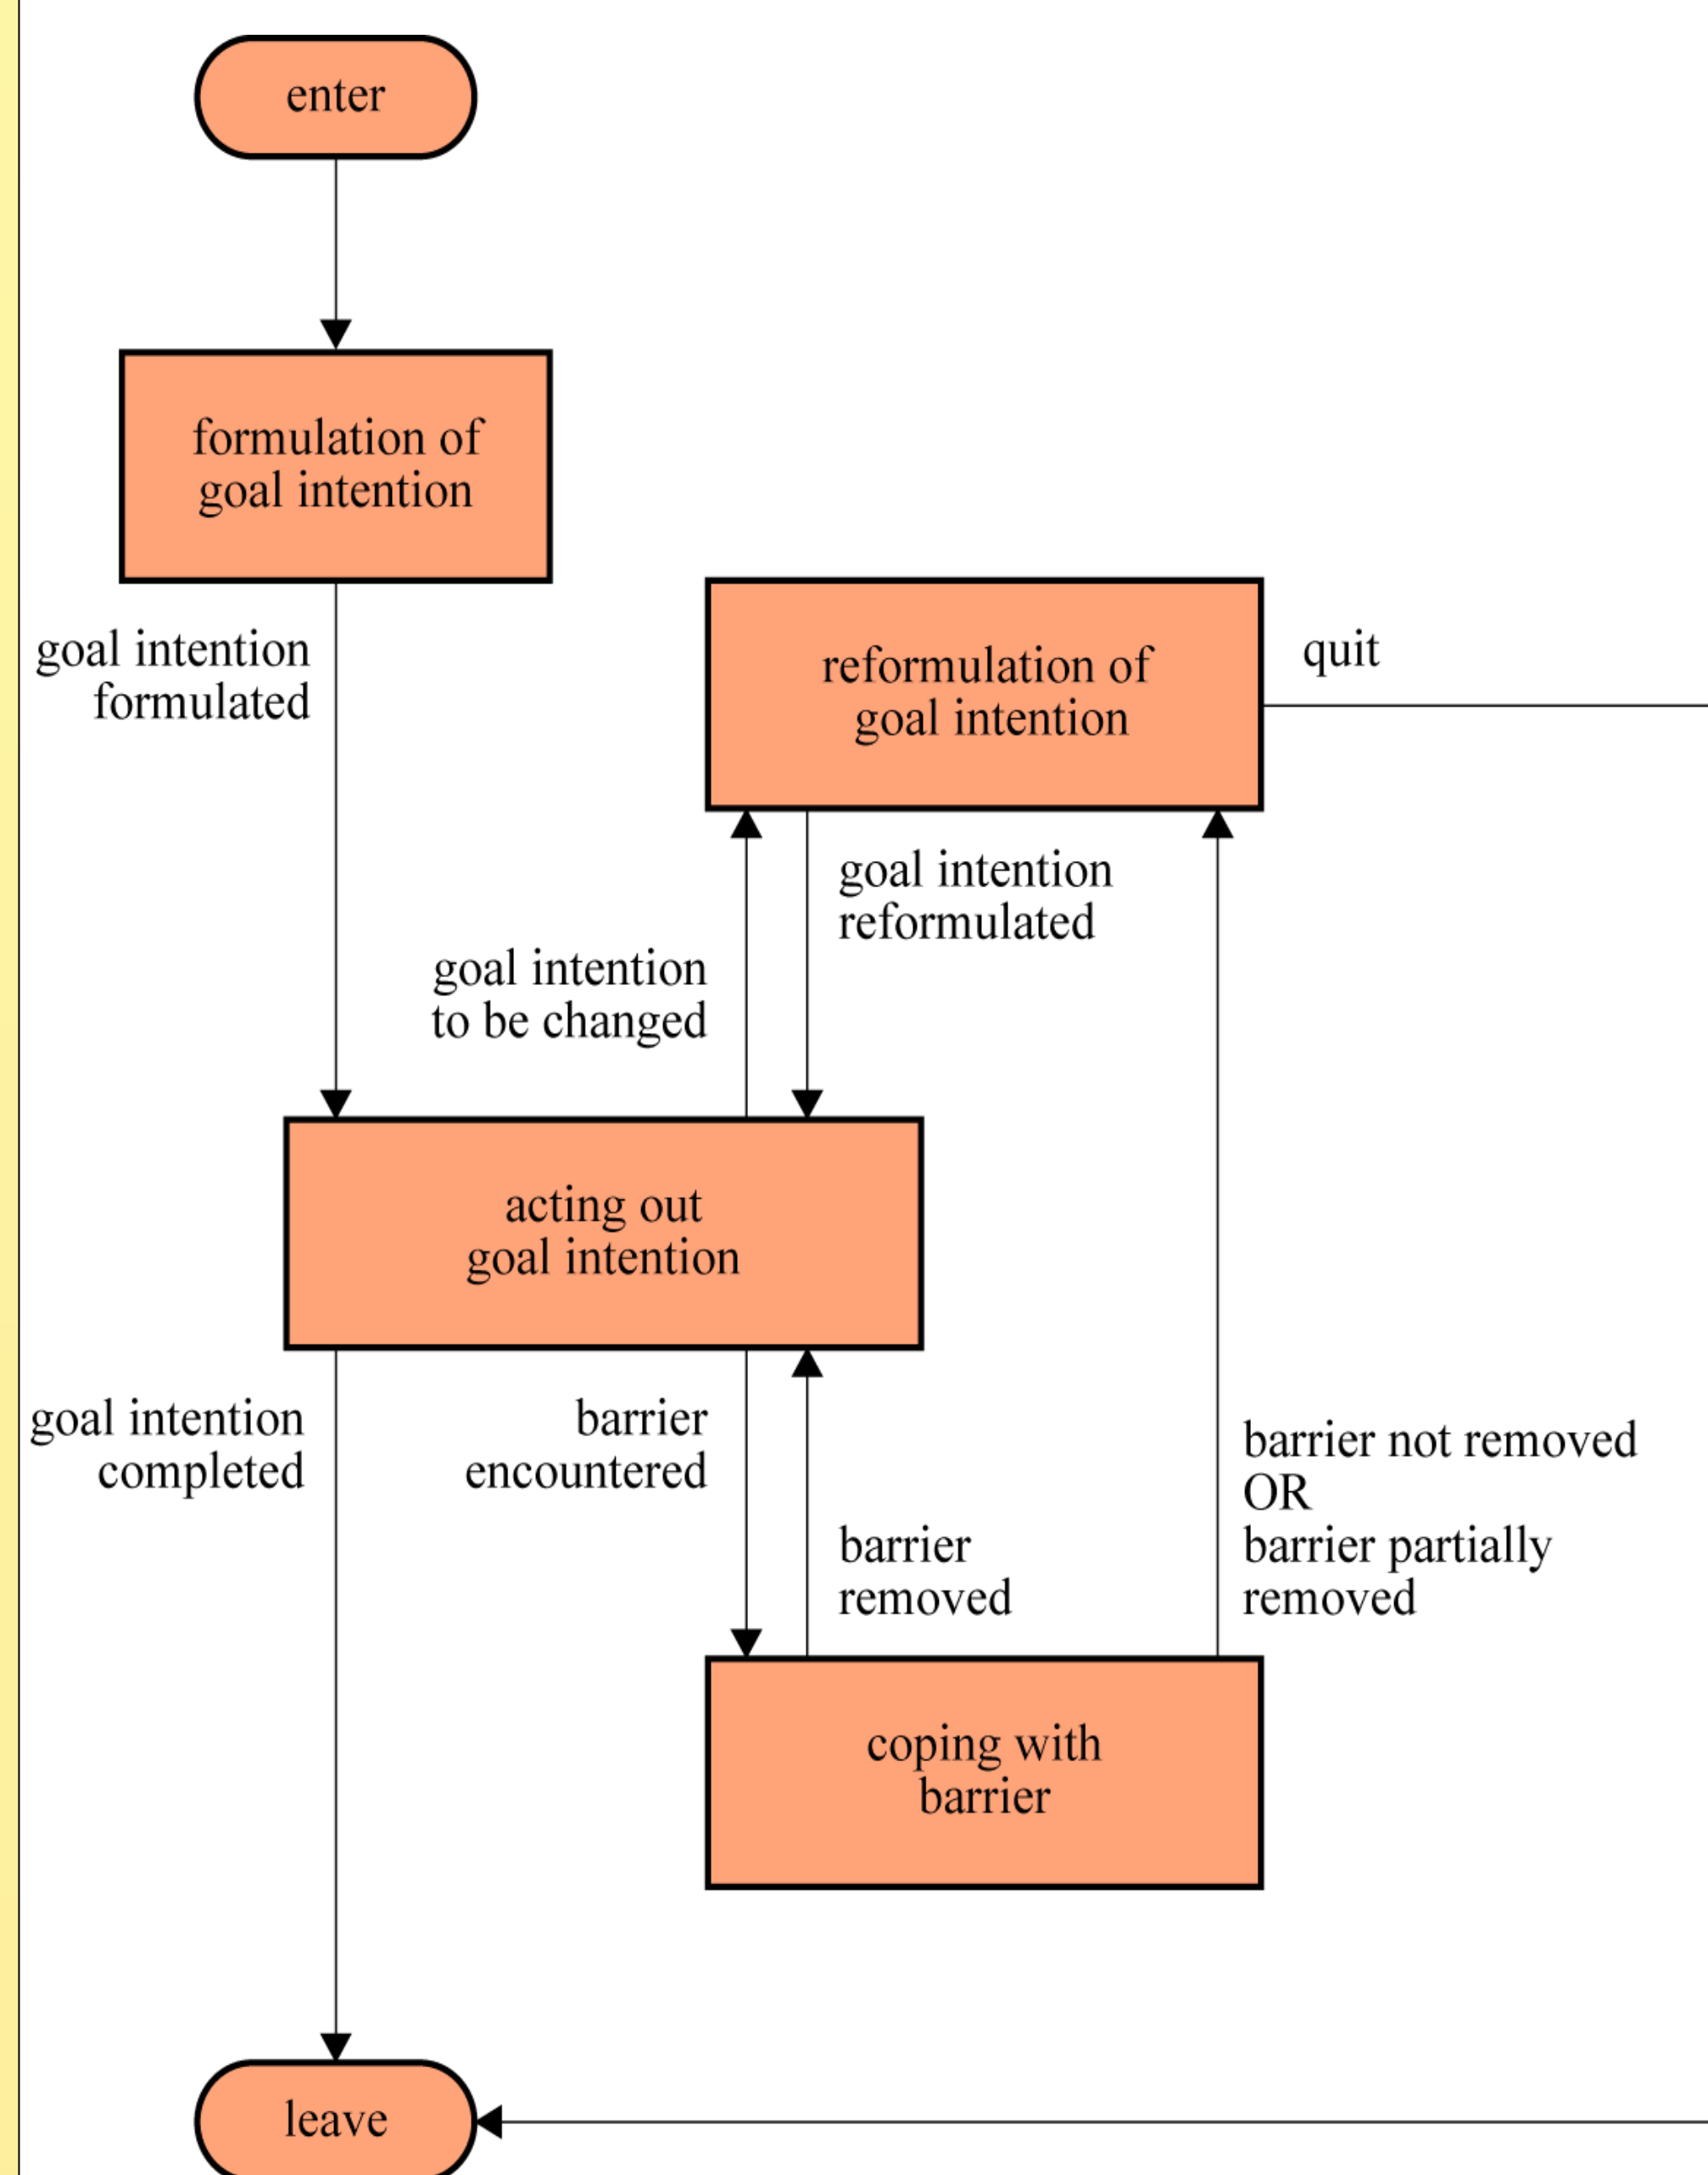 enter
formulation of
goal intention
goal intention
formulated
reformulation of
goal intention
quit
goal intention
reformulated
goal intention
to be changed
acting out
goal intention
goal intention
completed
barrier
encountered
barrier
removed
barrier not removed
OR
barrier partially
removed
coping with
barrier
leave